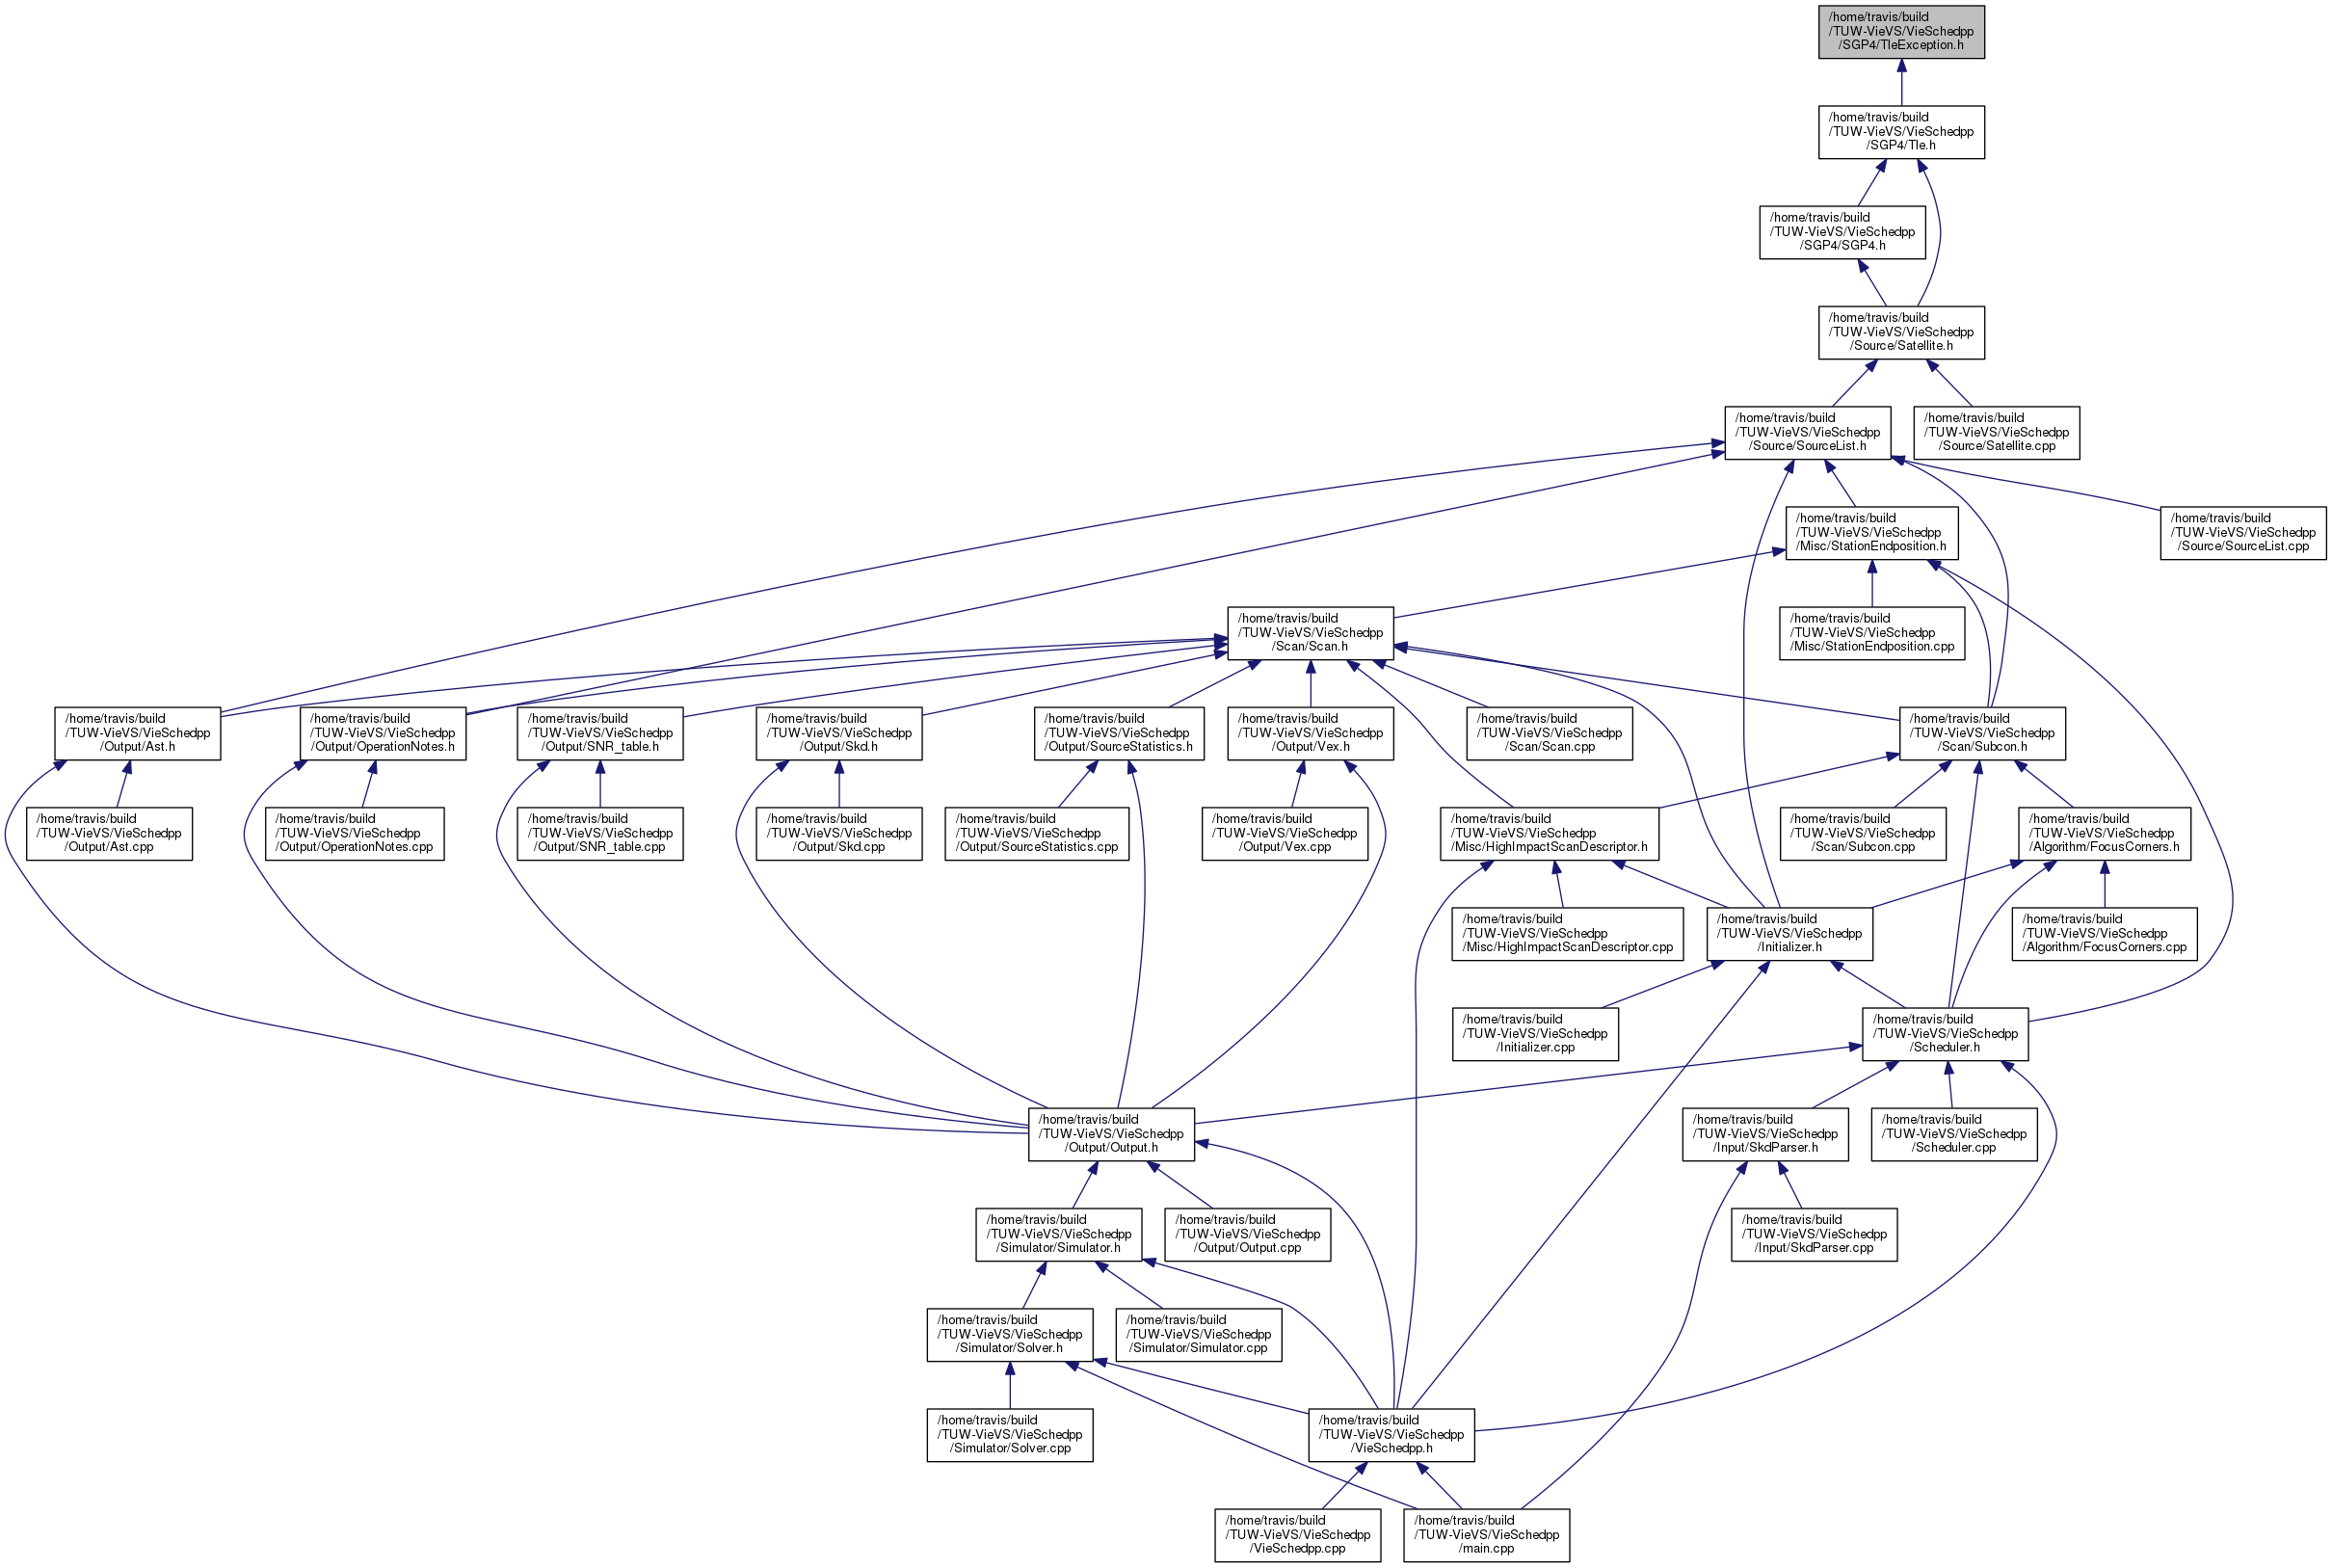 /home/travis/build
/TUW-VieVS/VieSchedpp
/SGP4/TleException.h
/home/travis/build
/TUW-VieVS/VieSchedpp
/SGP4/Tle.h
/home/travis/build
/TUW-VieVS/VieSchedpp
/SGP4/SGP4.h
/home/travis/build
/TUW-VieVS/VieSchedpp
/Source/Satellite.h
/home/travis/build
/TUW-VieVS/VieSchedpp
/Source/SourceList.h
/home/travis/build
/TUW-VieVS/VieSchedpp
/Source/Satellite.cpp
/home/travis/build
/TUW-VieVS/VieSchedpp
/Misc/StationEndposition.h
/home/travis/build
/TUW-VieVS/VieSchedpp
/Source/SourceList.cpp
/home/travis/build
/TUW-VieVS/VieSchedpp
/Scan/Scan.h
/home/travis/build
/TUW-VieVS/VieSchedpp
/Misc/StationEndposition.cpp
/home/travis/build
/TUW-VieVS/VieSchedpp
/Output/Ast.h
/home/travis/build
/TUW-VieVS/VieSchedpp
/Output/OperationNotes.h
/home/travis/build
/TUW-VieVS/VieSchedpp
/Output/SNR_table.h
/home/travis/build
/TUW-VieVS/VieSchedpp
/Output/Skd.h
/home/travis/build
/TUW-VieVS/VieSchedpp
/Output/SourceStatistics.h
/home/travis/build
/TUW-VieVS/VieSchedpp
/Output/Vex.h
/home/travis/build
/TUW-VieVS/VieSchedpp
/Scan/Scan.cpp
/home/travis/build
/TUW-VieVS/VieSchedpp
/Scan/Subcon.h
/home/travis/build
/TUW-VieVS/VieSchedpp
/Output/Ast.cpp
/home/travis/build
/TUW-VieVS/VieSchedpp
/Output/OperationNotes.cpp
/home/travis/build
/TUW-VieVS/VieSchedpp
/Output/SNR_table.cpp
/home/travis/build
/TUW-VieVS/VieSchedpp
/Output/Skd.cpp
/home/travis/build
/TUW-VieVS/VieSchedpp
/Output/SourceStatistics.cpp
/home/travis/build
/TUW-VieVS/VieSchedpp
/Output/Vex.cpp
/home/travis/build
/TUW-VieVS/VieSchedpp
/Misc/HighImpactScanDescriptor.h
/home/travis/build
/TUW-VieVS/VieSchedpp
/Scan/Subcon.cpp
/home/travis/build
/TUW-VieVS/VieSchedpp
/Algorithm/FocusCorners.h
/home/travis/build
/TUW-VieVS/VieSchedpp
/Misc/HighImpactScanDescriptor.cpp
/home/travis/build
/TUW-VieVS/VieSchedpp
/Initializer.h
/home/travis/build
/TUW-VieVS/VieSchedpp
/Algorithm/FocusCorners.cpp
/home/travis/build
/TUW-VieVS/VieSchedpp
/Initializer.cpp
/home/travis/build
/TUW-VieVS/VieSchedpp
/Scheduler.h
/home/travis/build
/TUW-VieVS/VieSchedpp
/Output/Output.h
/home/travis/build
/TUW-VieVS/VieSchedpp
/Input/SkdParser.h
/home/travis/build
/TUW-VieVS/VieSchedpp
/Scheduler.cpp
/home/travis/build
/TUW-VieVS/VieSchedpp
/Simulator/Simulator.h
/home/travis/build
/TUW-VieVS/VieSchedpp
/Output/Output.cpp
/home/travis/build
/TUW-VieVS/VieSchedpp
/Input/SkdParser.cpp
/home/travis/build
/TUW-VieVS/VieSchedpp
/Simulator/Solver.h
/home/travis/build
/TUW-VieVS/VieSchedpp
/Simulator/Simulator.cpp
/home/travis/build
/TUW-VieVS/VieSchedpp
/Simulator/Solver.cpp
/home/travis/build
/TUW-VieVS/VieSchedpp
/VieSchedpp.h
/home/travis/build
/TUW-VieVS/VieSchedpp
/VieSchedpp.cpp
/home/travis/build
/TUW-VieVS/VieSchedpp
/main.cpp